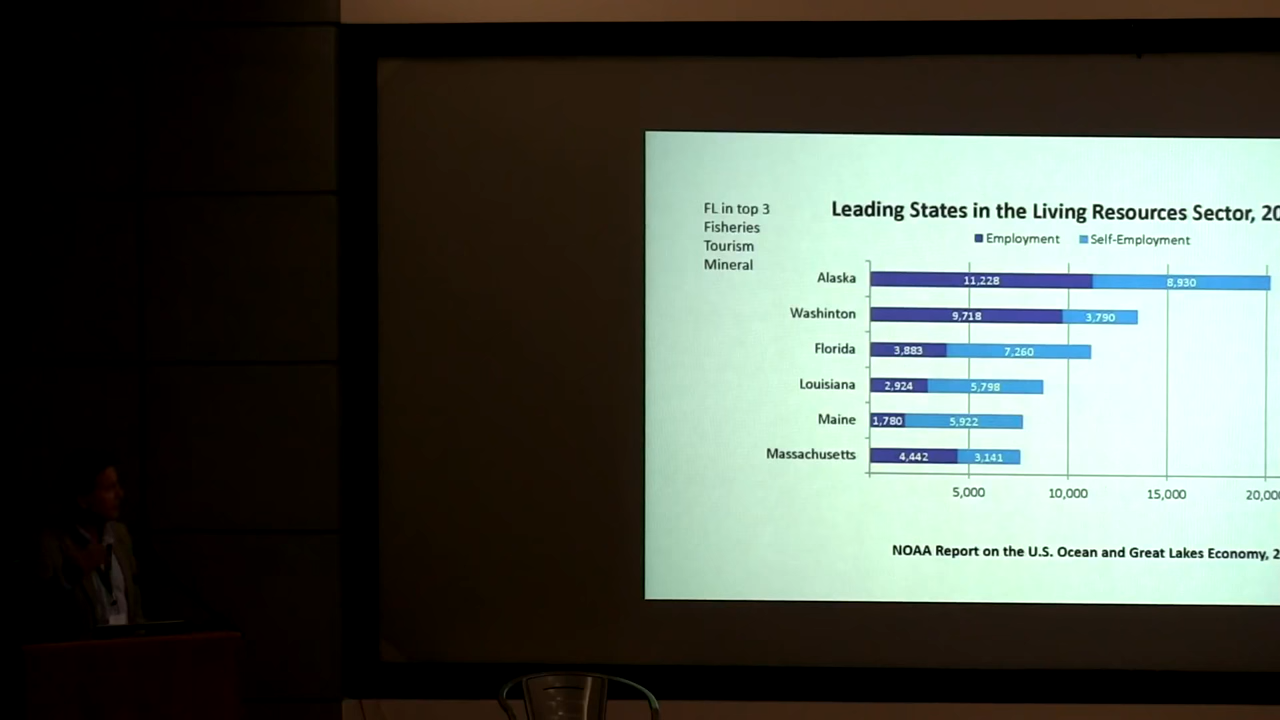 FL in top 3
Fisheries
Tourism
Mineral
Leading States in the Living Resources Sector, 20
Employment Self-Employment
Alaska 11,228 8,930
Washinton 9,718 3,790
Florida 3,883 7,260
Louisiana 2,924 5,798
Maine 1,780 5,922
Massachusetts 4,442 3,141
5,000 10,000 15,000 20,00
NOAA Report on the U.S. Ocean and Great Lakes Economy, 2